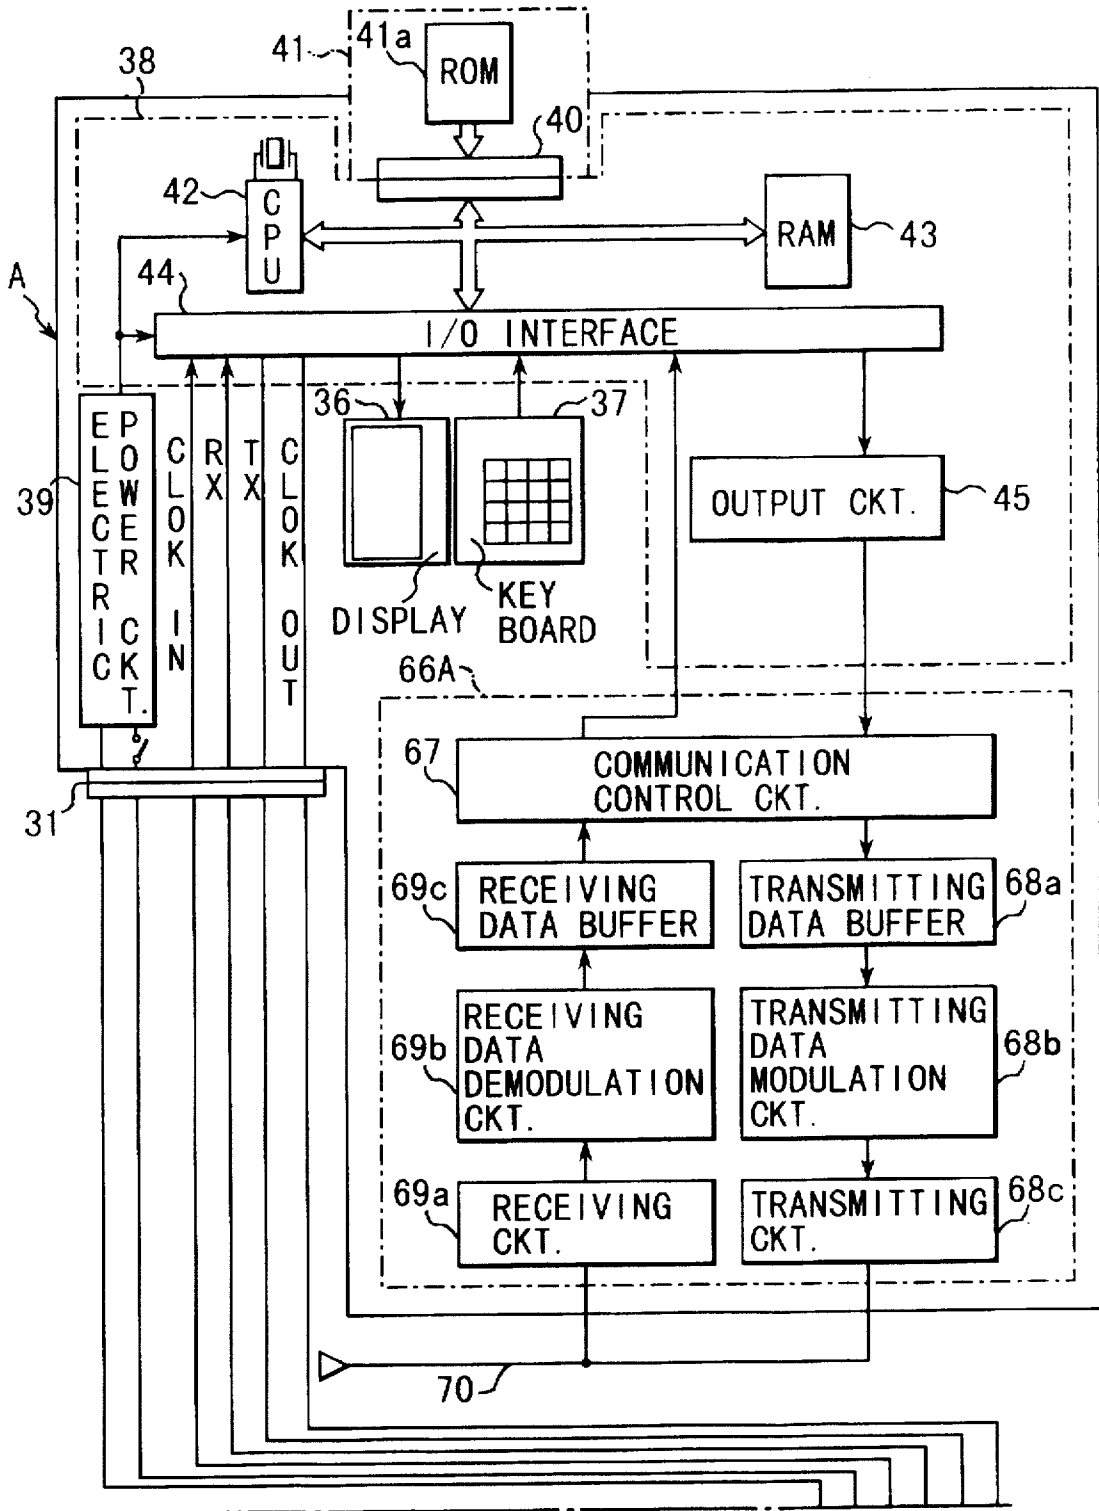 41
41a
ROM
38
40
42
CPU
RAM
43
A
44
I/O INTERFACE
36
37
39
ELECTRIC
POWER CKT.
CLOK IN
RX
TX
CLOK OUT
DISPLAY
KEY
BOARD
OUTPUT CKT.
45
66A
67
COMMUNICATION
CONTROL CKT.
31
69c
RECEIVING
DATA BUFFER
TRANSMITTING
DATA BUFFER
68a
69b
RECEIVING
DATA
DEMODULATION
CKT.
TRANSMITTING
DATA
MODULATION
CKT.
68b
69a
RECEIVING
CKT.
TRANSMITTING
CKT.
68c
70